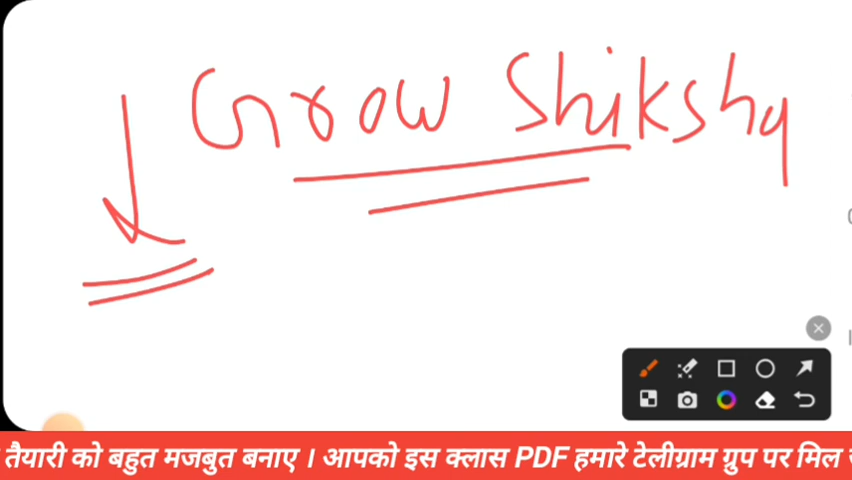 Grow Shiksha
तैयारी को बहुत मजबुत बनाए । आपको इस क्लास PDF हमारे टेलीग्राम ग्रुप पर मिल